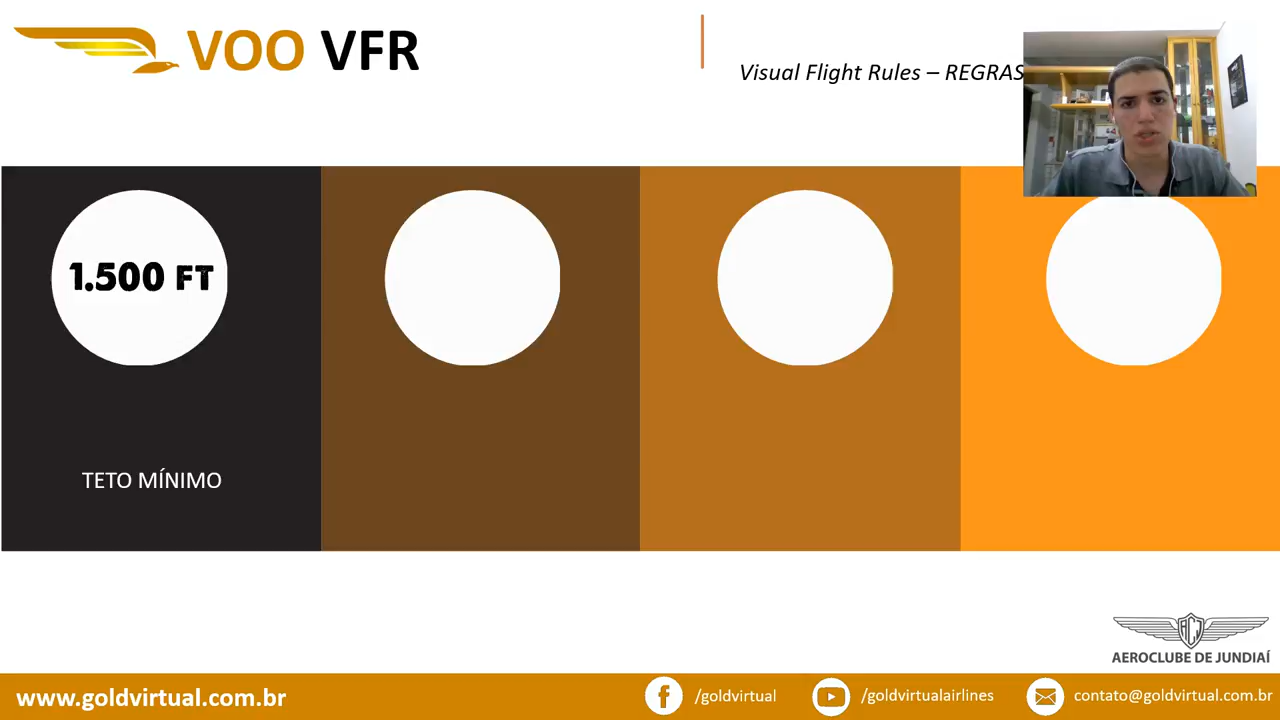 VOO VFR
Visual Flight Rules – REGRAS
1.500 FT
TETO MÍNIMO
ACJ
AEROCLUBE DE JUNDIAÍ
www.goldvirtual.com.br
/goldvirtual
/goldvirtualairlines
contato@goldvirtual.com.br